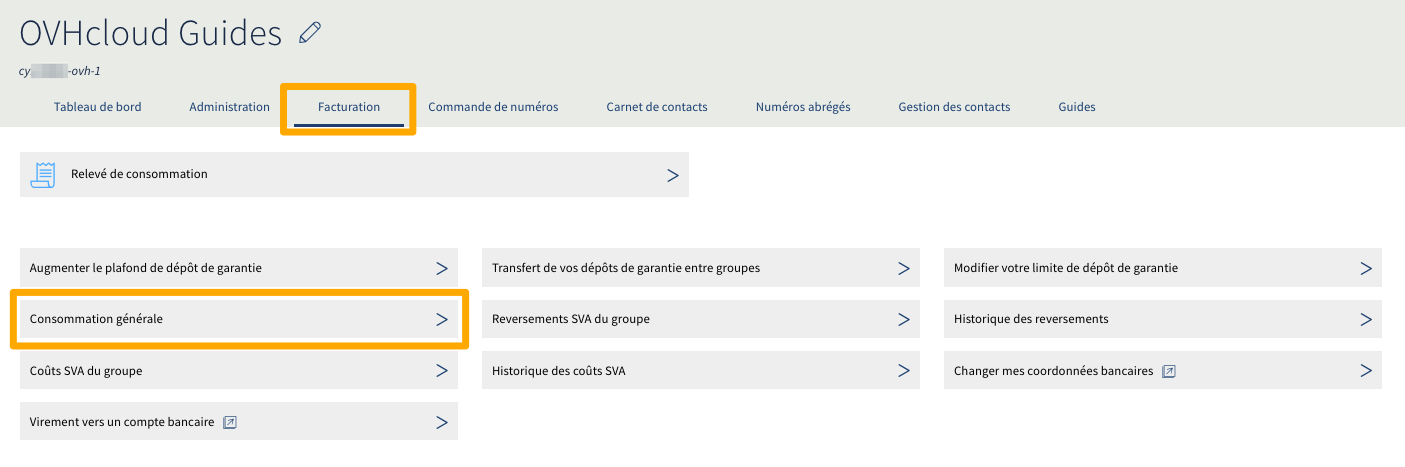 OVHcloud Guides
cy -ovh-1
Tableau de bord Administration Facturation Commande de numéros Carnet de contacts Numéros abrégés Gestion des contacts Guides
Relevé de consommation
Augmenter le plafond de dépôt de garantie Transfert de vos dépôts de garantie entre groupes Modifier votre limite de dépôt de garantie
Consommation générale Reversements SVA du groupe Historique des reversements
Coûts SVA du groupe Historique des coûts SVA Changer mes coordonnées bancaires
Virement vers un compte bancaire